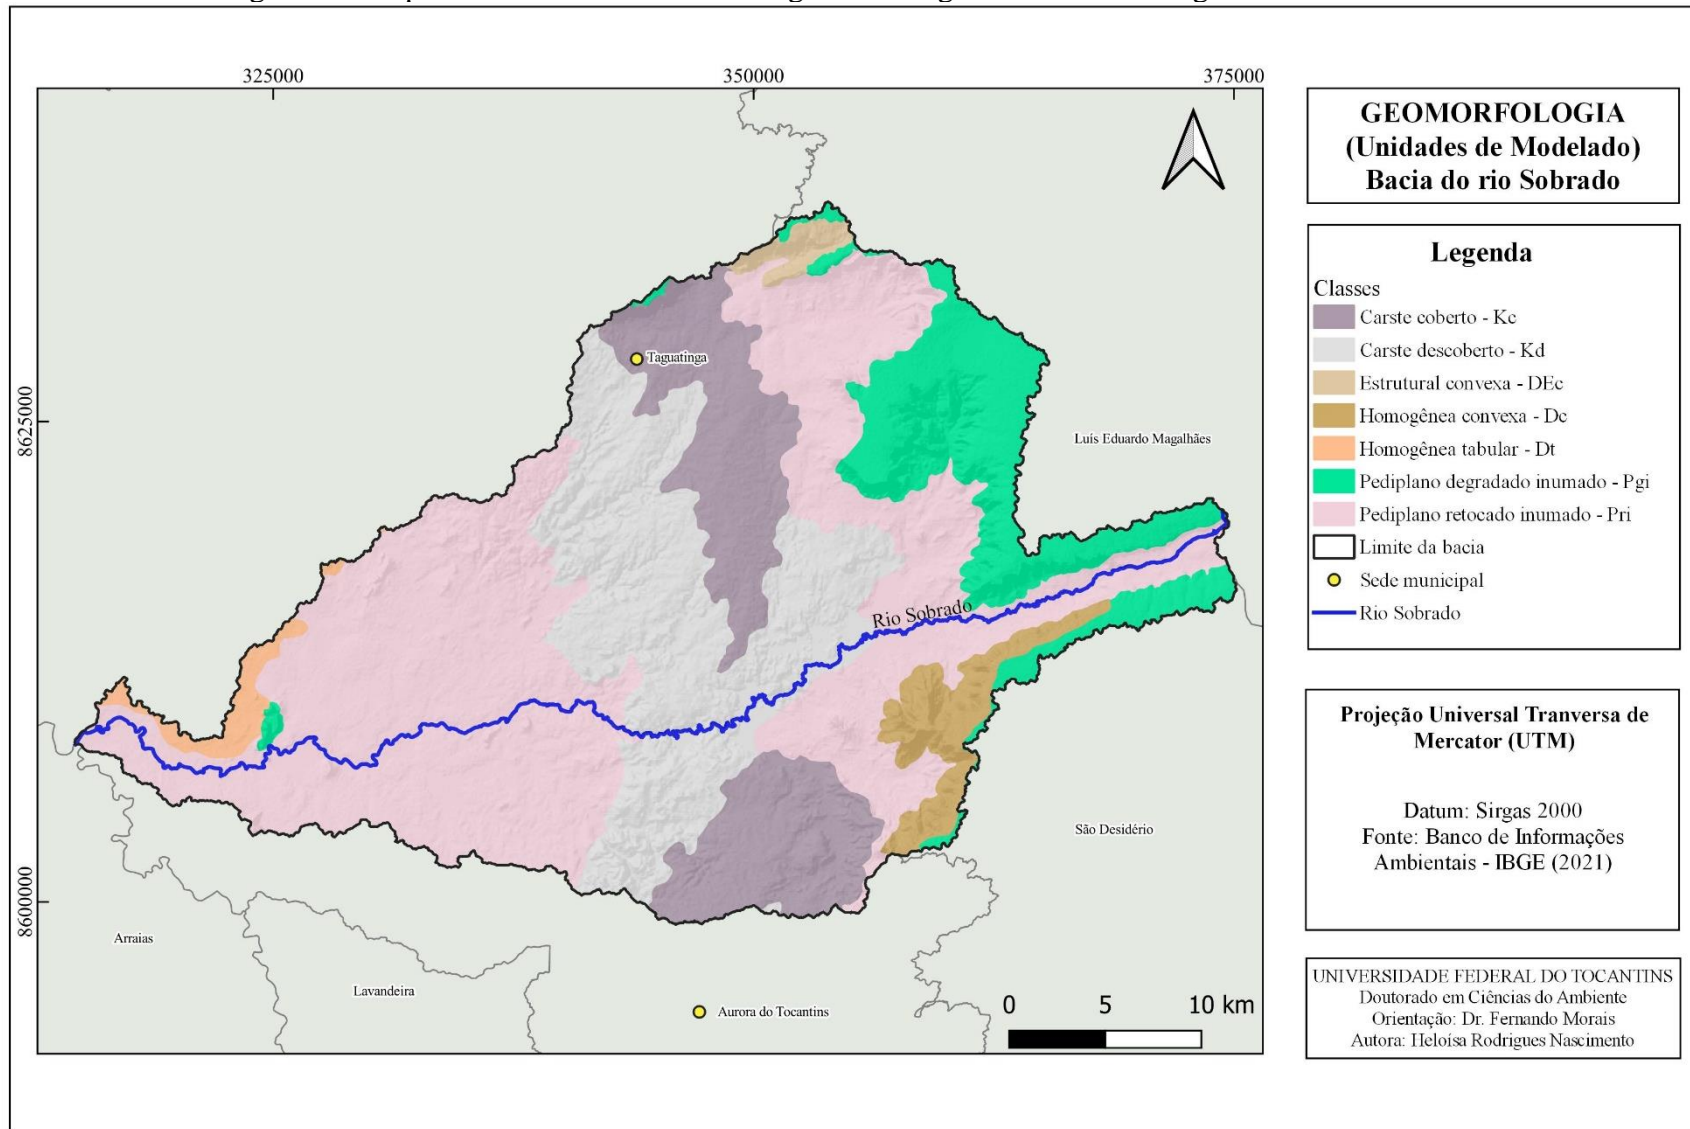 325000
350000
375000
8625000
8600000
GEOMORFOLOGIA
(Unidades de Modelado)
Bacia do rio Sobrado
Legenda
Classes
Carste coberto - Kc
Carste descoberto - Kd
Estrutural convexa - DEc
Homogênea convexa - Dc
Homogênea tabular - Dt
Pediplano degradado inumado - Pgi
Pediplano retocado inumado - Pri
Limite da bacia
Sede municipal
Rio Sobrado
Taguatinga
Luís Eduardo Magalhães
Rio Sobrado
São Desidério
Arraias
Lavandeira
Aurora do Tocantins
0 5 10 km
Projeção Universal Tranversa de
Mercator (UTM)
Datum: Sirgas 2000
Fonte: Banco de Informações
Ambientais - IBGE (2021)
UNIVERSIDADE FEDERAL DO TOCANTINS
Doutorado em Ciências do Ambiente
Orientação: Dr. Fernando Morais
Autora: Heloísa Rodrigues Nascimento